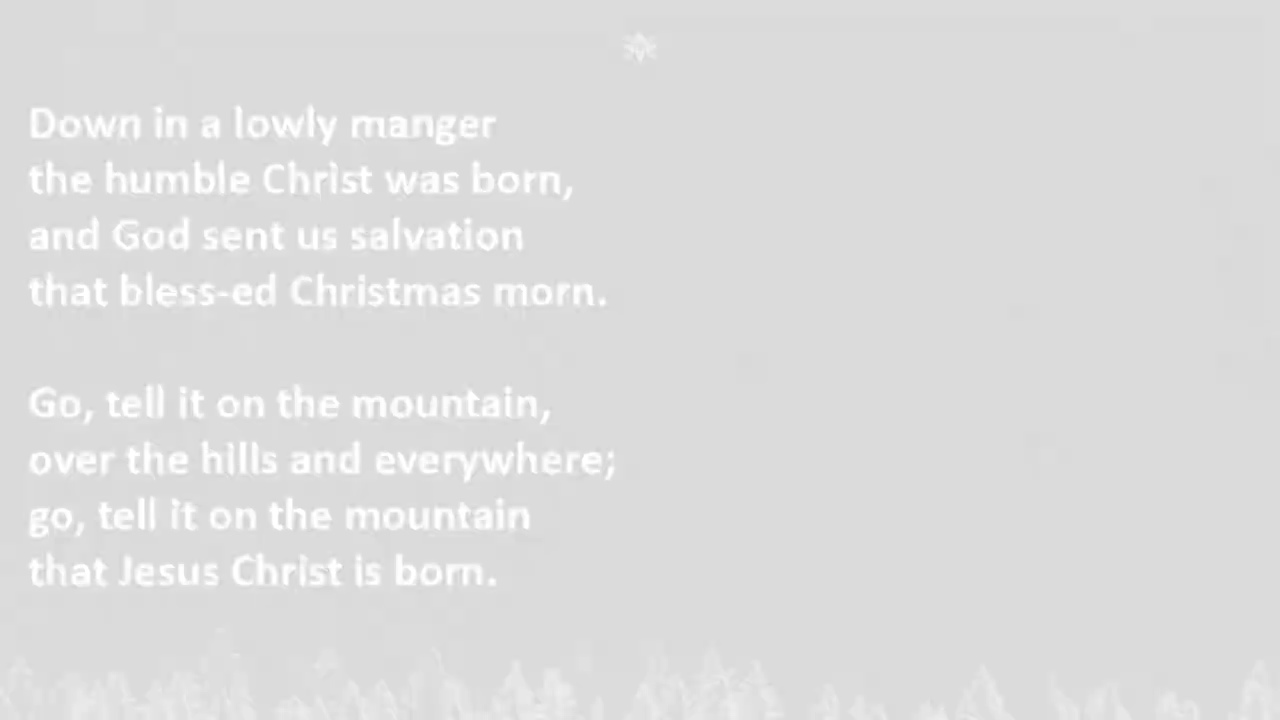 Down in a lowly manger
the humble Christ was born,
and God sent us salvation
that bless-ed Christmas morn.
Go, tell it on the mountain,
over the hills and everywhere;
go, tell it on the mountain
that Jesus Christ is born.